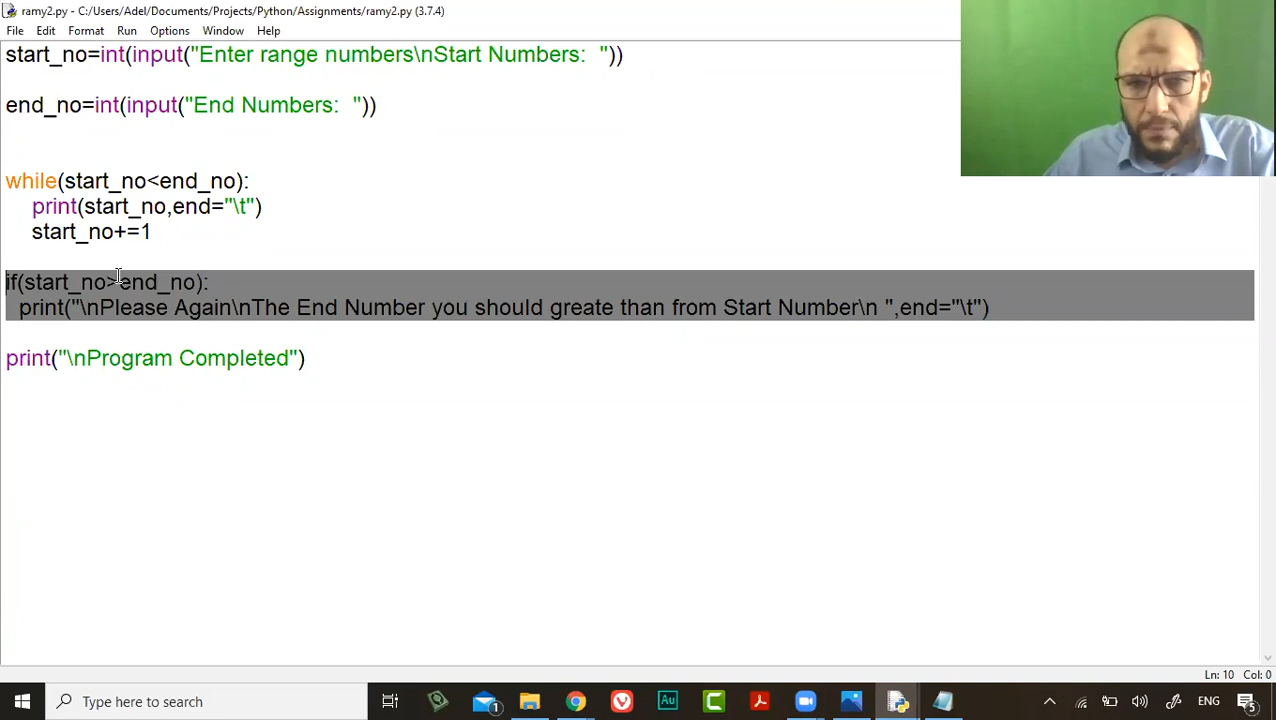 ramy2.py - C:/Users/Adel/Documents/Projects/Python/Assignments/ramy2.py (3.7.4)
File Edit Format Run Options Window Help
start_no=int(input("Enter range numbers\nStart Numbers:  "))
end_no=int(input("End Numbers:  "))
while(start_no<end_no):
    print(start_no,end="\t")
    start_no+=1
if(start_no>end_no):
  print("\nPlease Again\nThe End Number you should greate than from Start Number\n ",end="\t")
print("\nProgram Completed")
Ln: 10 Col: 0
Type here to search
1
Au
ENG
5